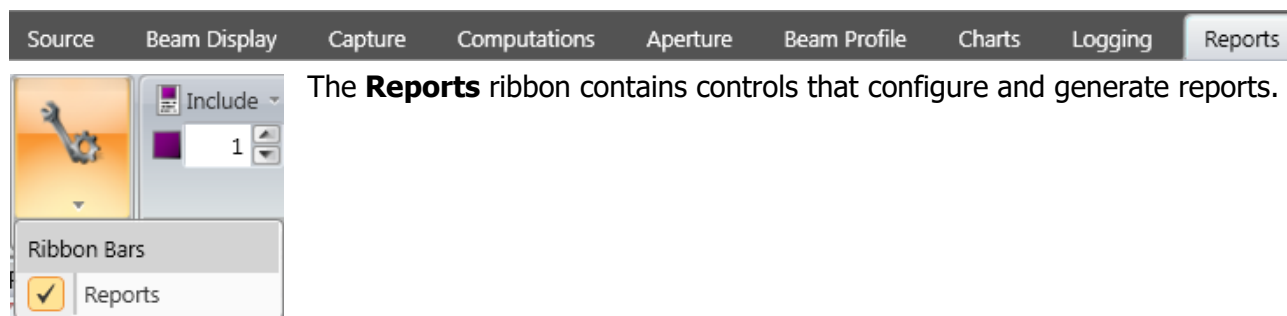 Source Beam Display Capture Computations Aperture Beam Profile Charts Logging Reports
The Reports ribbon contains controls that configure and generate reports.
Include
1
Ribbon Bars
Reports